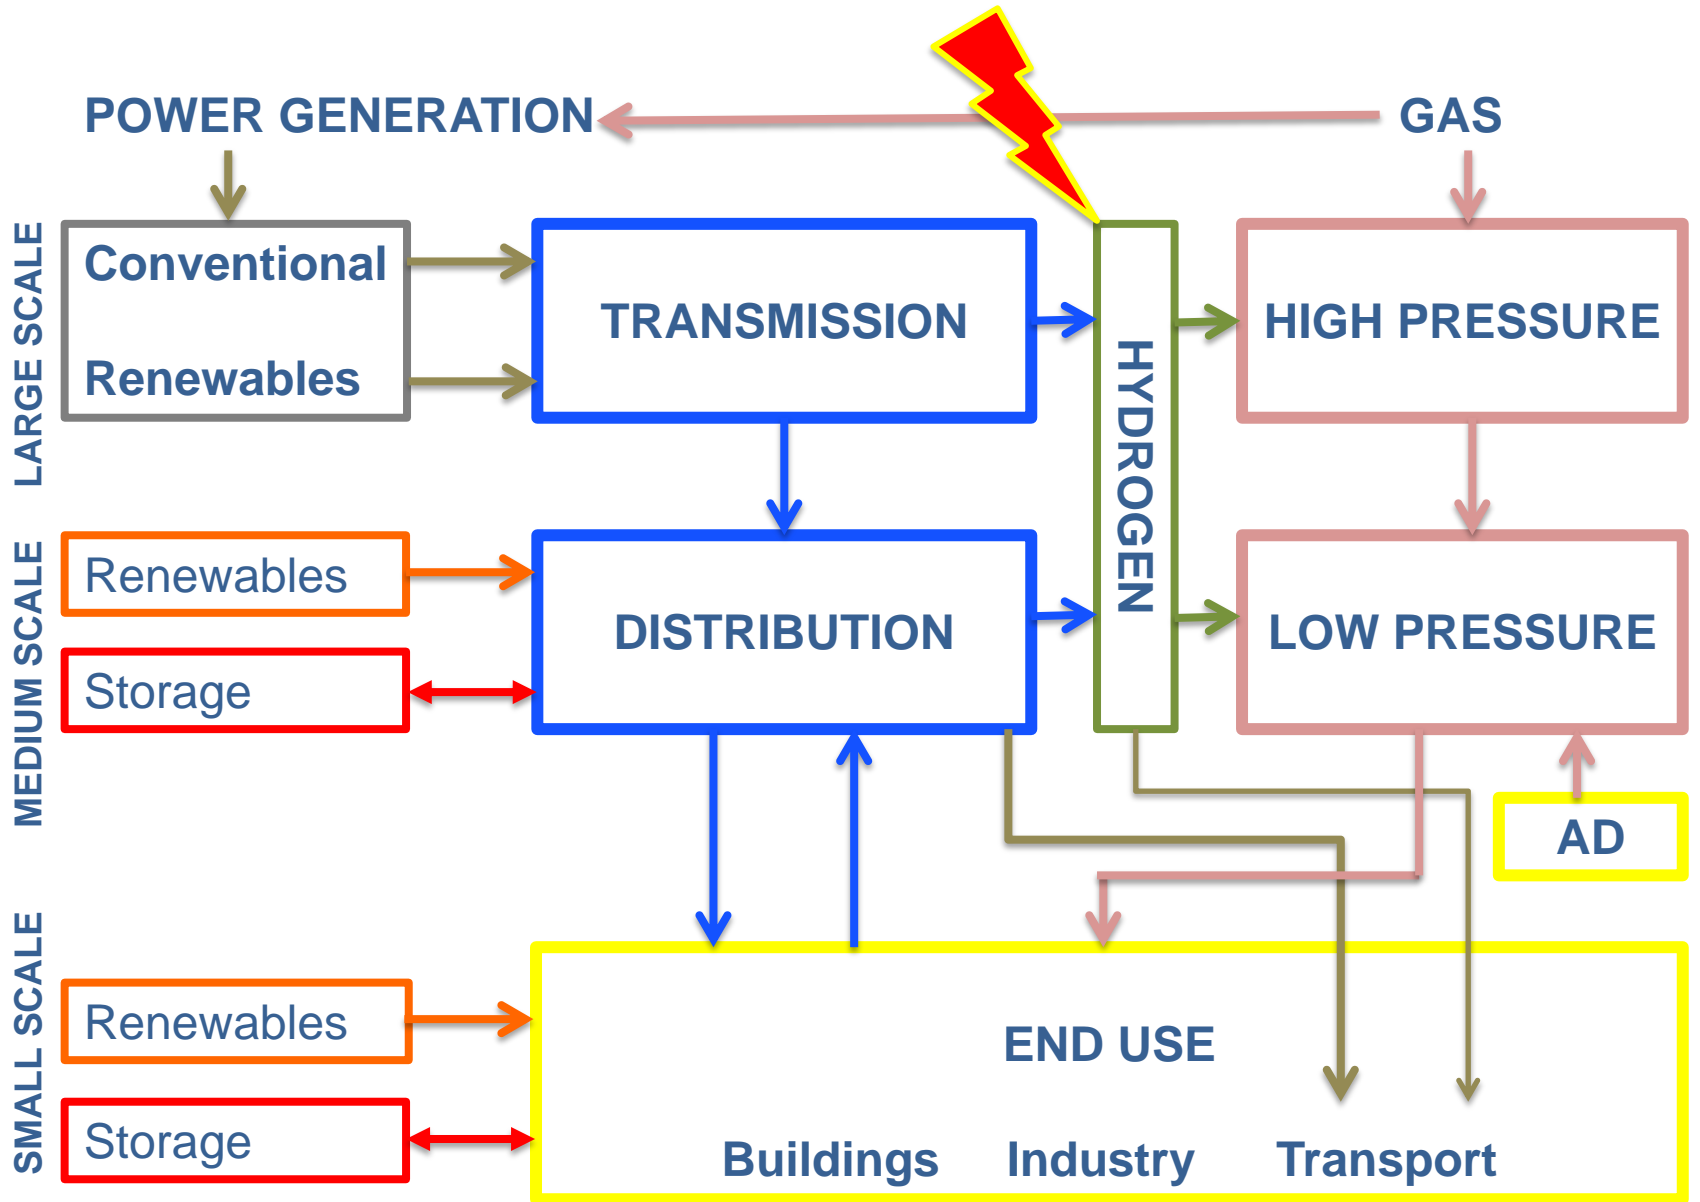 POWER GENERATION
GAS
LARGE SCALE
Conventional
Renewables
TRANSMISSION
HYDROGEN
HIGH PRESSURE
MEDIUM SCALE
Renewables
Storage
DISTRIBUTION
LOW PRESSURE
AD
SMALL SCALE
Renewables
Storage
END USE
Buildings Industry Transport